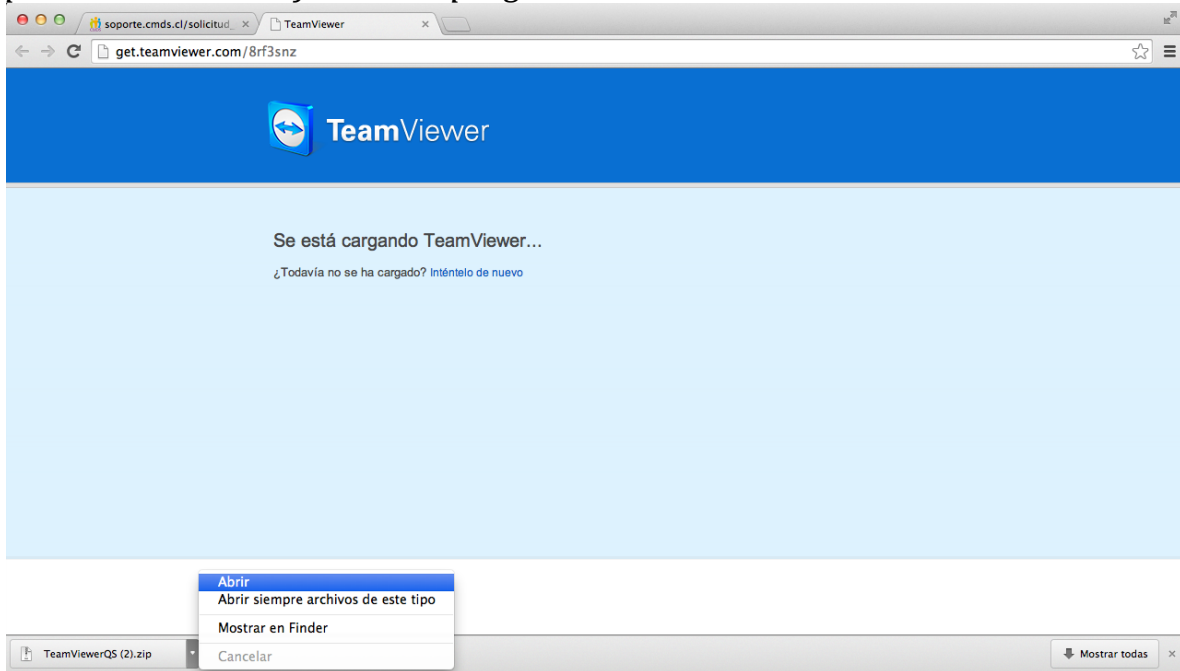 soporte.cmds.cl/solicitud_
TeamViewer
get.teamviewer.com/8rf3snz
TeamViewer
Se está cargando TeamViewer...
¿Todavía no se ha cargado? Inténtelo de nuevo
Abrir
Abrir siempre archivos de este tipo
Mostrar en Finder
Cancelar
TeamViewerQS (2).zip
Mostrar todas